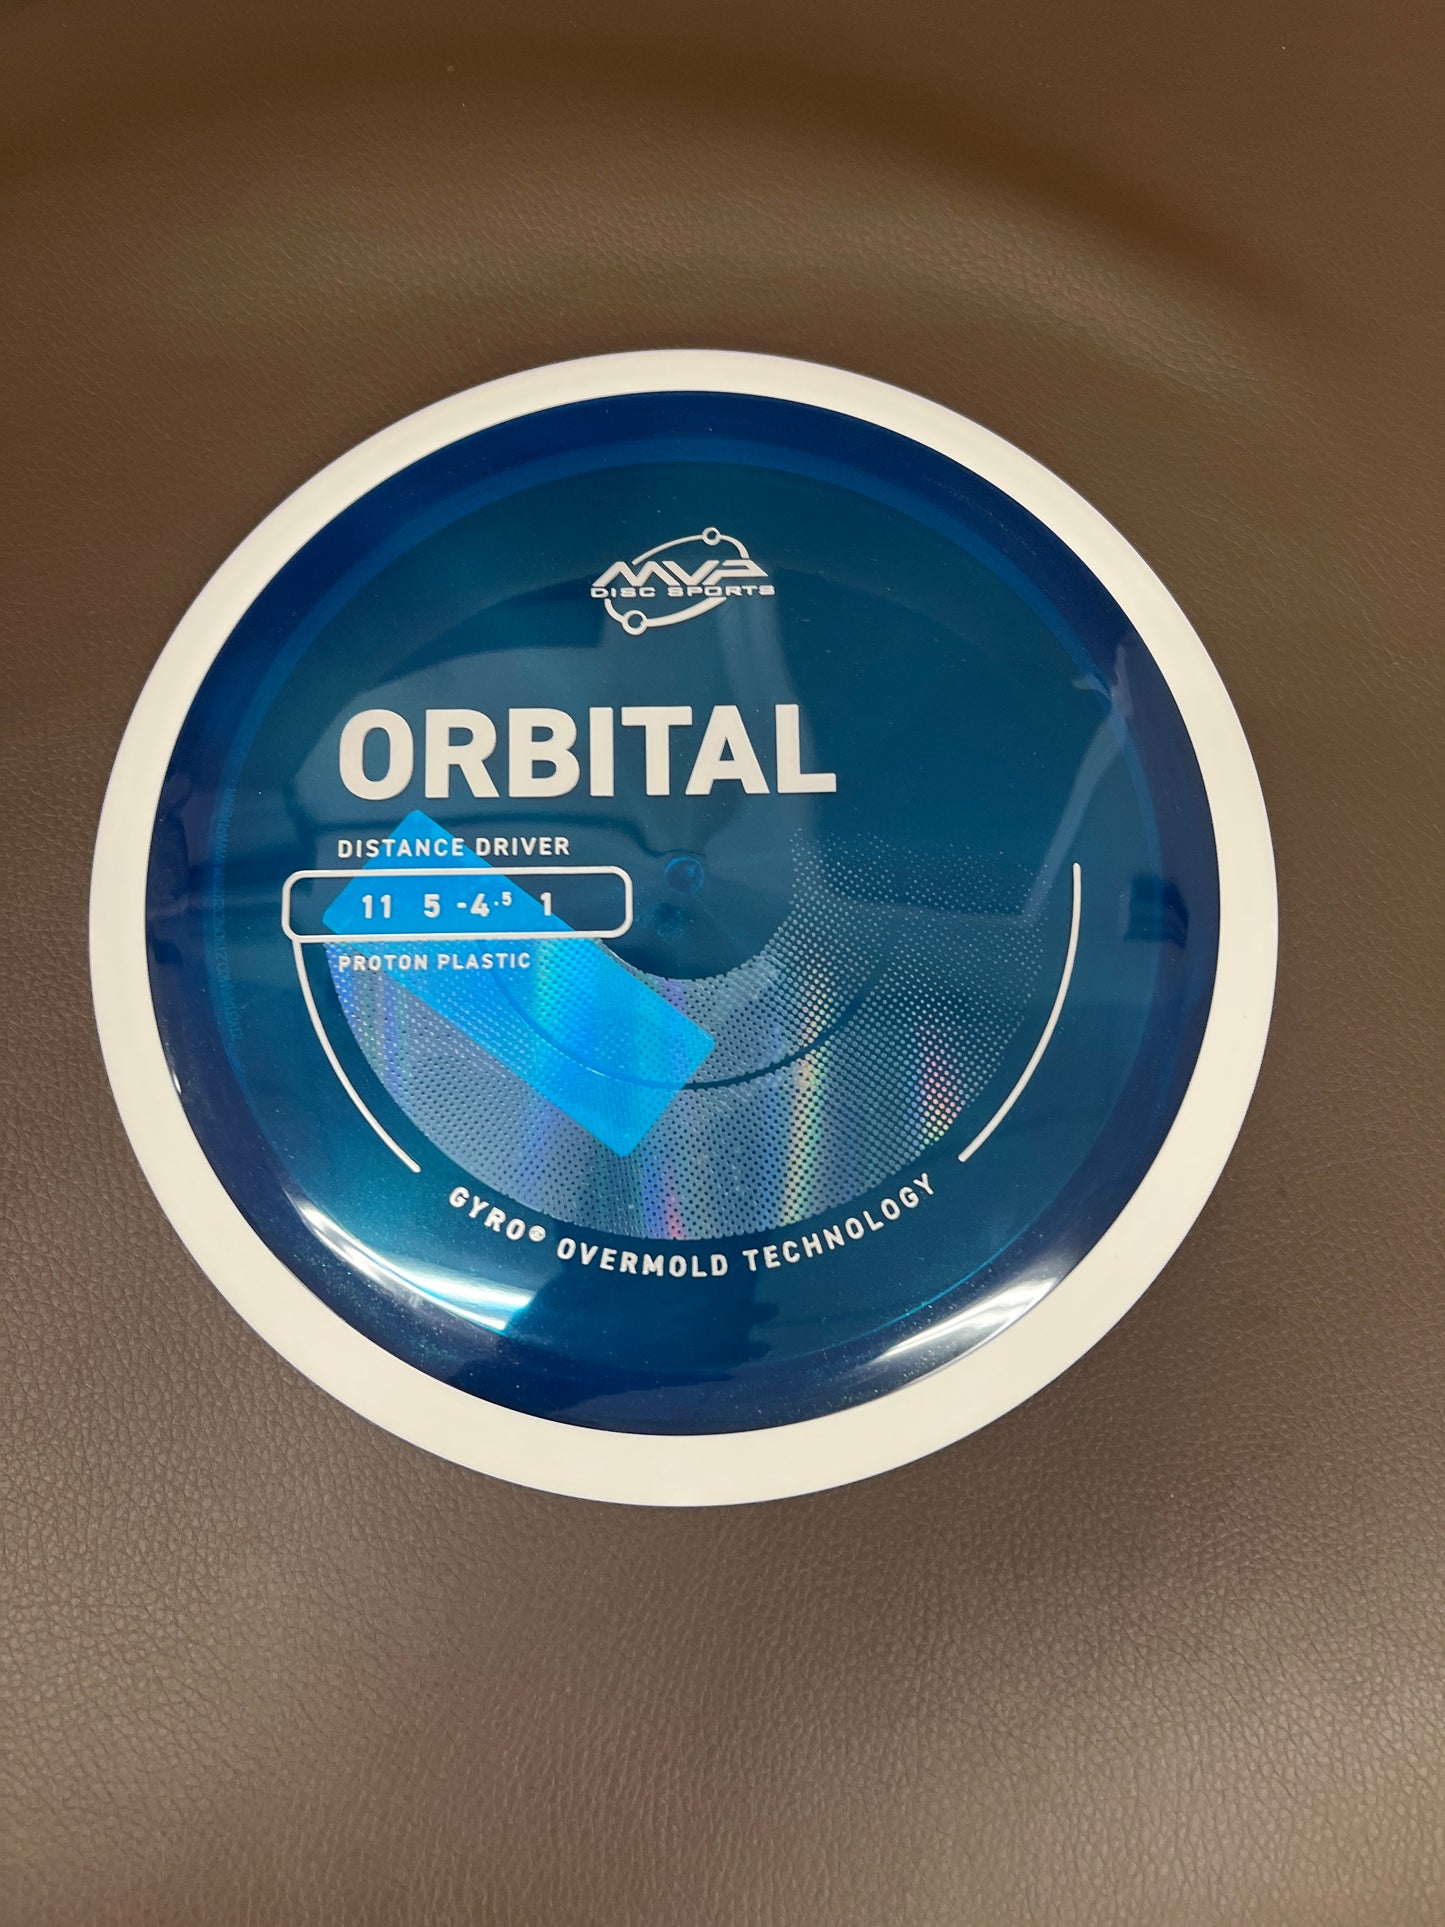 MVP
DISC SPORTS
ORBITAL
DISTANCE DRIVER
11 5 -4.5 1
PROTON PLASTIC
GYRO® OVERMOLD TECHNOLOGY